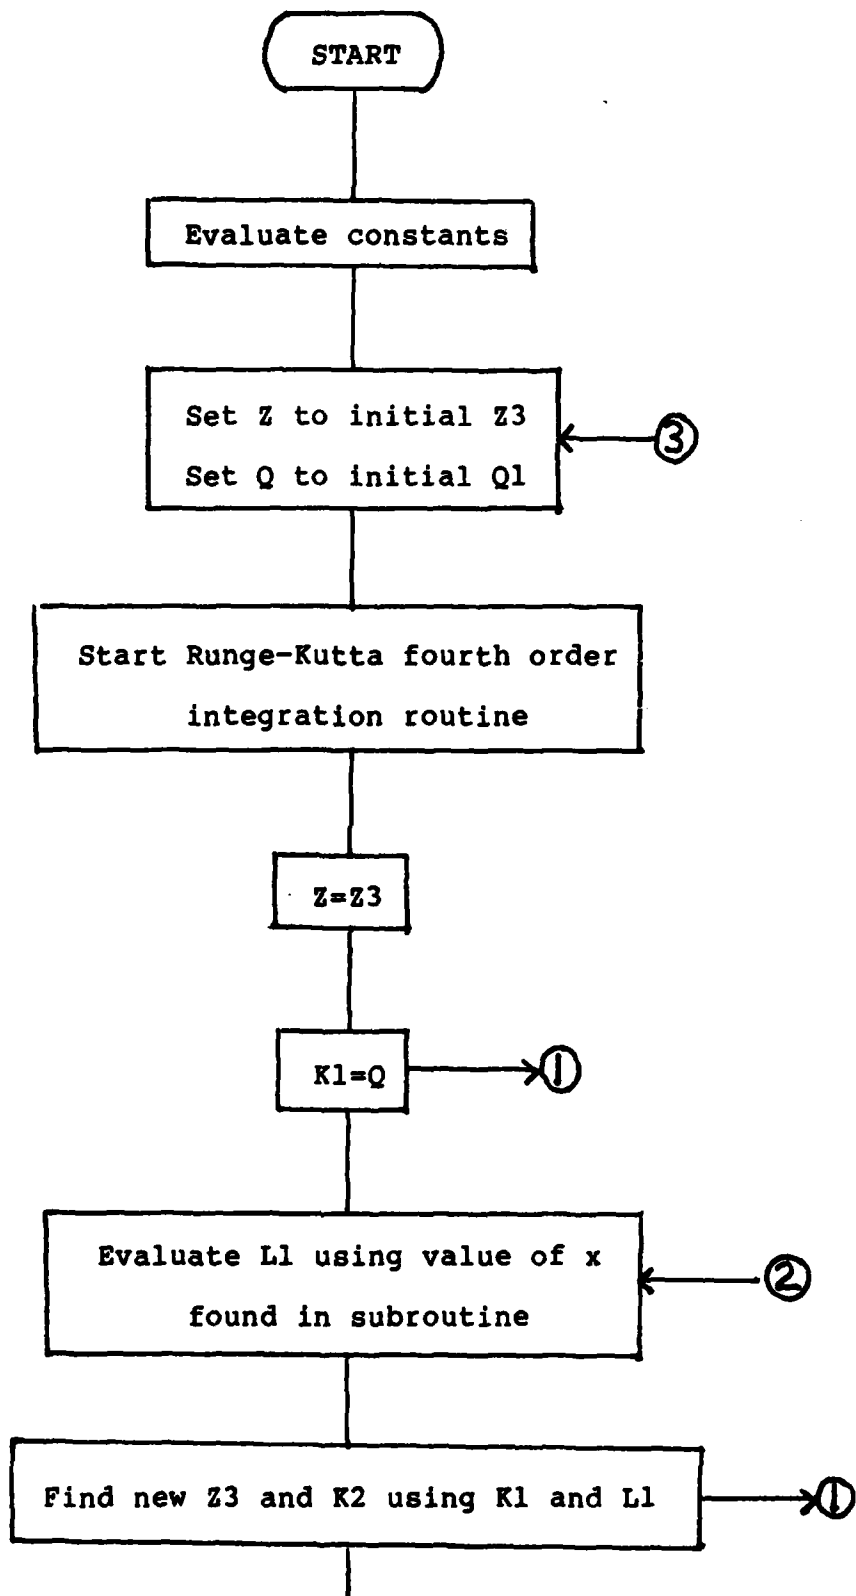 START
Evaluate constants
Set Z to initial Z3
Set Q to initial Q1
3
Start Runge-Kutta fourth order
integration routine
Z=Z3
K1=Q
1
Evaluate L1 using value of x
found in subroutine
2
Find new Z3 and K2 using K1 and L1
1